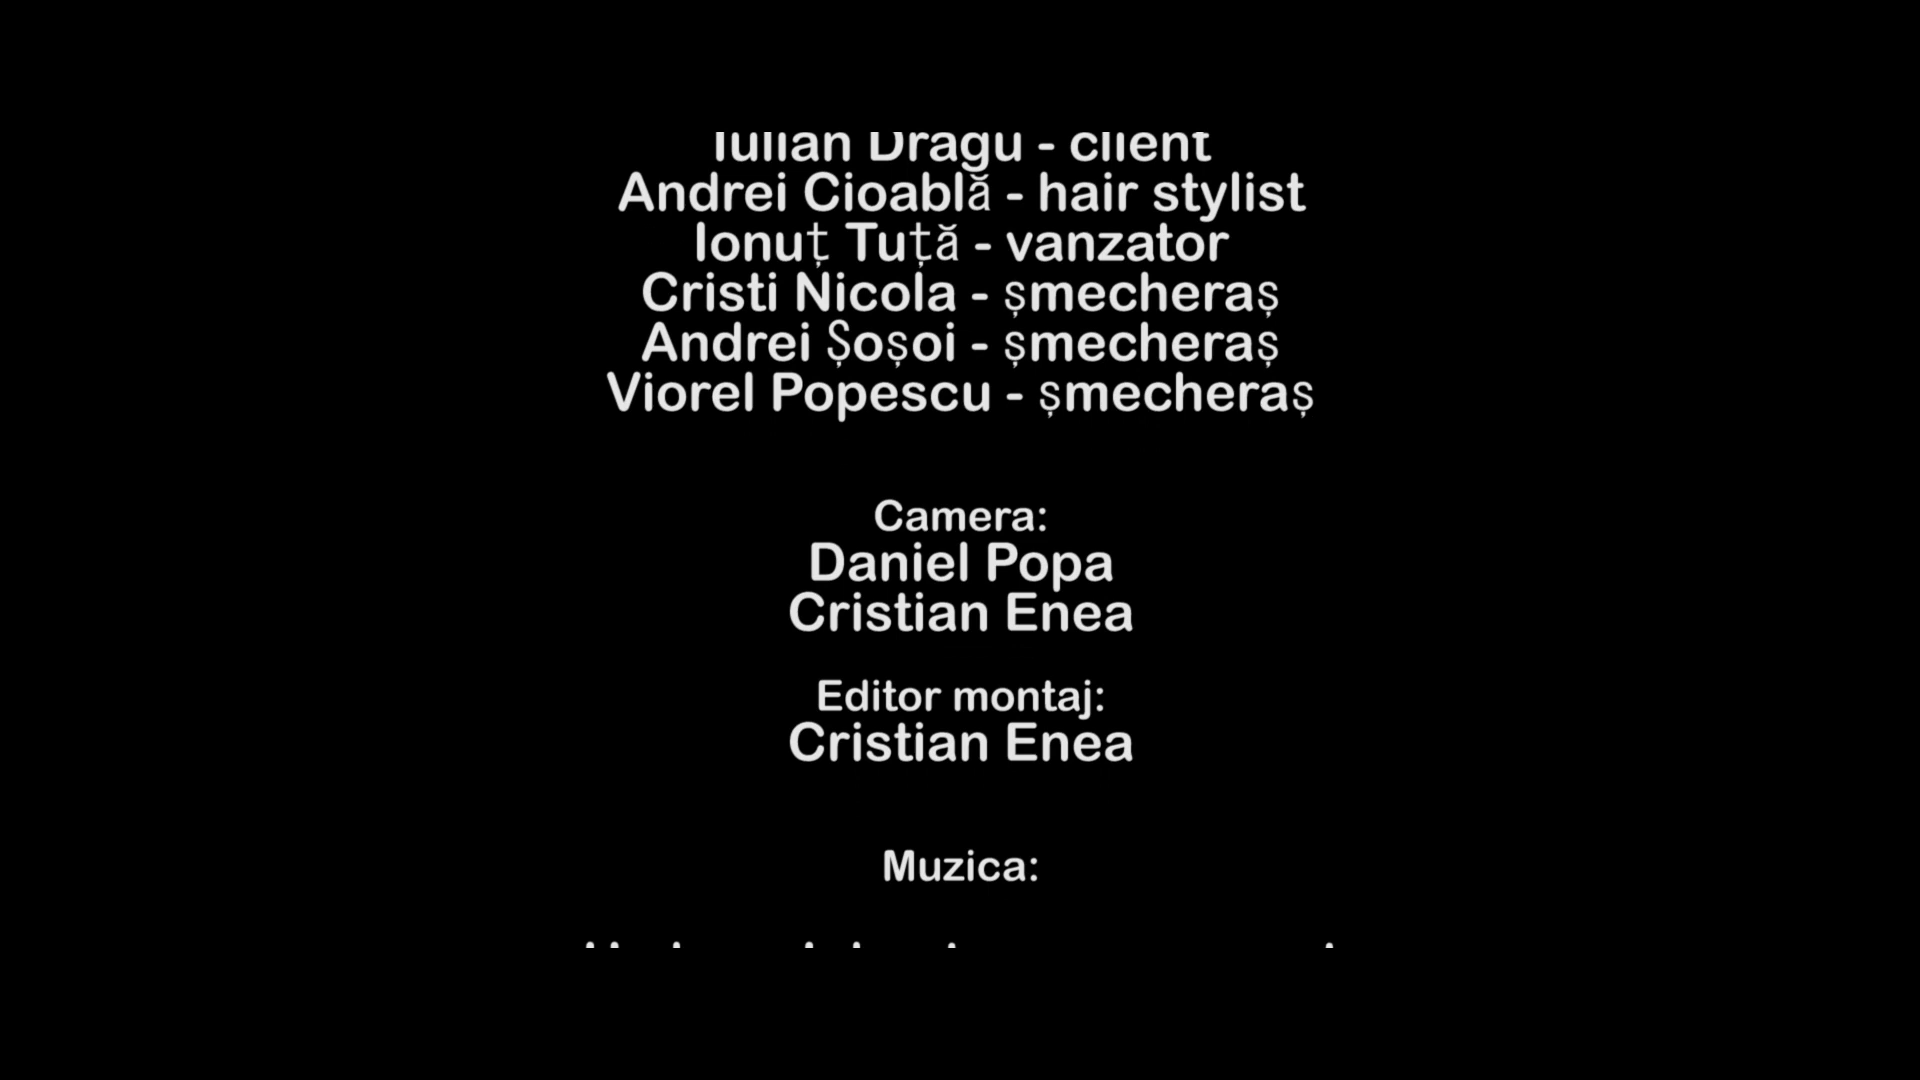 Iulian Dragu - client
Andrei Cioablă - hair stylist
Ionuț Tuță - vanzator
Cristi Nicola - șmecheraș
Andrei Șoșoi - șmecheraș
Viorel Popescu - șmecheraș
Camera:
Daniel Popa
Cristian Enea
Editor montaj:
Cristian Enea
Muzica: